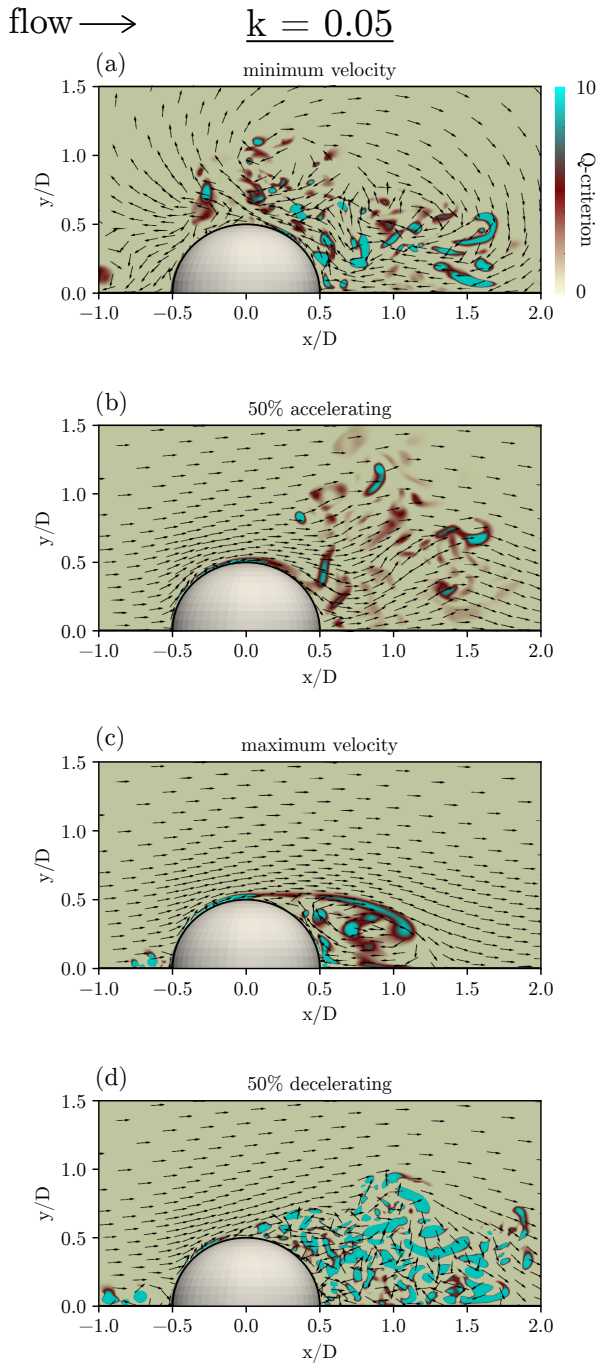 flow
k = 0.05
(a)
minimum velocity
1.5
1.0
0.5
0.0
y/D
−1.0 −0.5 0.0 0.5 1.0 1.5 2.0
x/D
10
Q-criterion
0
(b)
50% accelerating
1.5
1.0
0.5
0.0
y/D
−1.0 −0.5 0.0 0.5 1.0 1.5 2.0
x/D
(c)
maximum velocity
1.5
1.0
0.5
0.0
y/D
−1.0 −0.5 0.0 0.5 1.0 1.5 2.0
x/D
(d)
50% decelerating
1.5
1.0
0.5
0.0
y/D
−1.0 −0.5 0.0 0.5 1.0 1.5 2.0
x/D